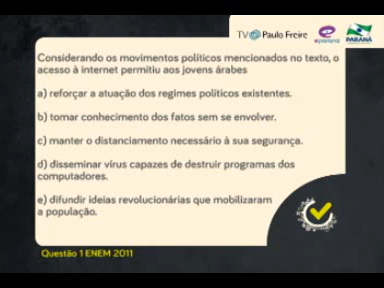 TV Paulo Freire
PARANÁ
Considerando os movimentos políticos mencionados no texto, o
acesso à internet permitiu aos jovens árabes
a) reforçar a atuação dos regimes políticos existentes.
b) tomar conhecimento dos fatos sem se envolver.
c) manter o distanciamento necessário à sua segurança.
d) disseminar vírus capazes de destruir programas dos
computadores.
e) difundir ideias revolucionárias que mobilizaram
a população.
Questão 1 ENEM 2011